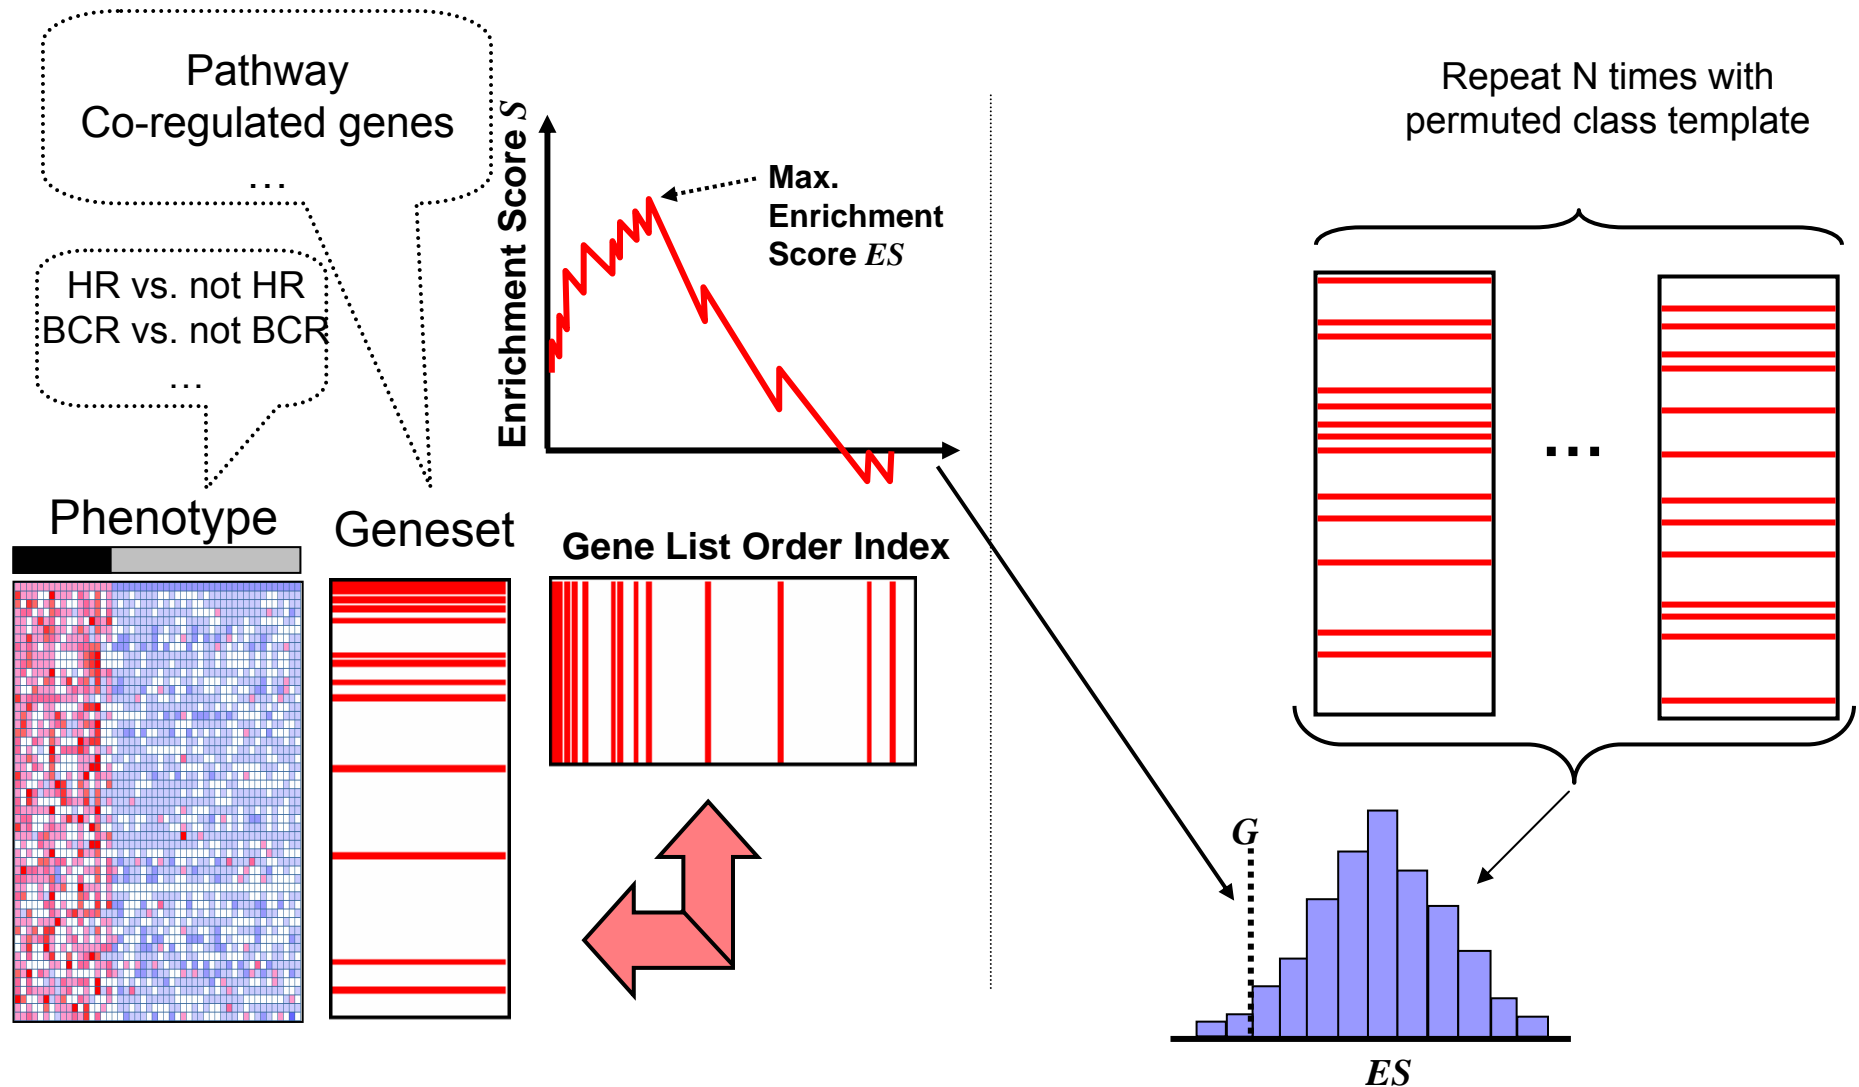 Pathway
Co-regulated genes
...
HR vs. not HR
BCR vs. not BCR
...
Phenotype
Geneset
Enrichment Score S
Max.
Enrichment
Score ES
Gene List Order Index
Repeat N times with
permuted class template
...
G
ES